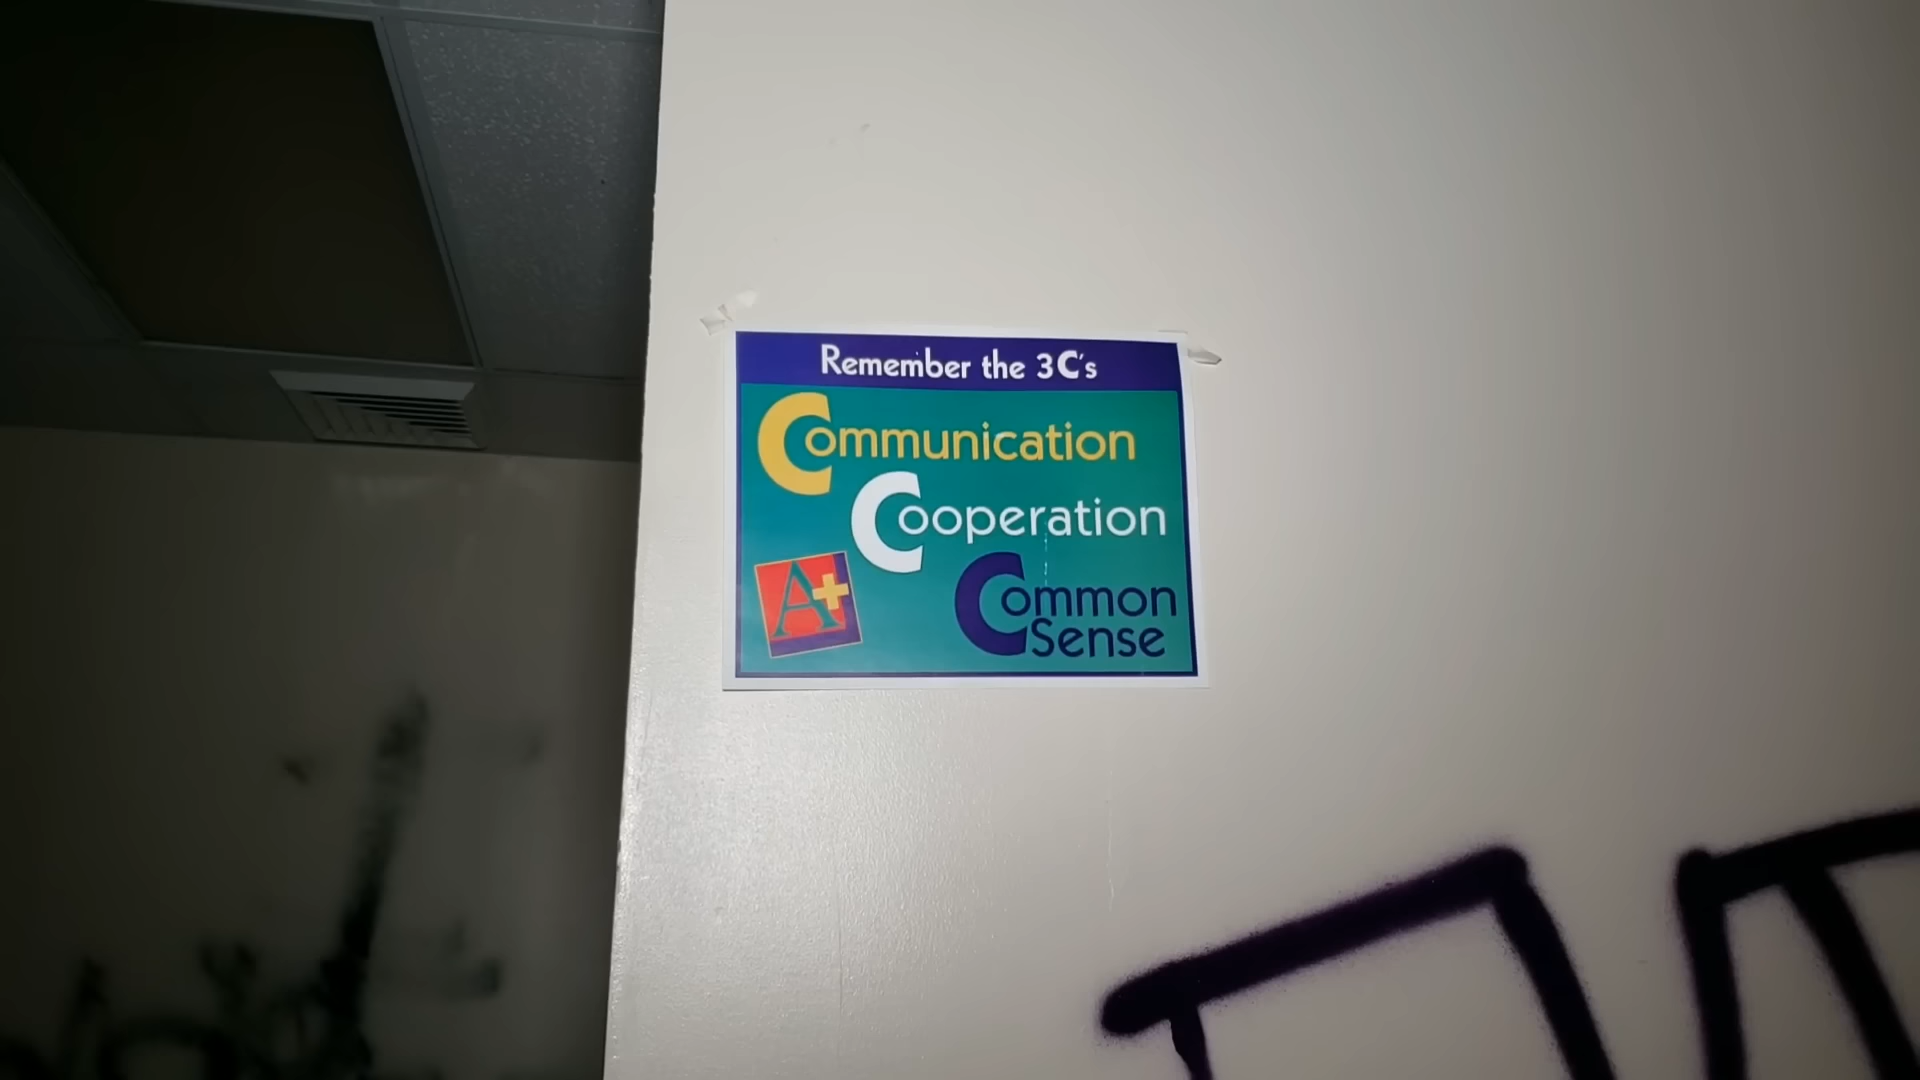 Remember the 3C's
Communication
Cooperation
A+
Common
Sense